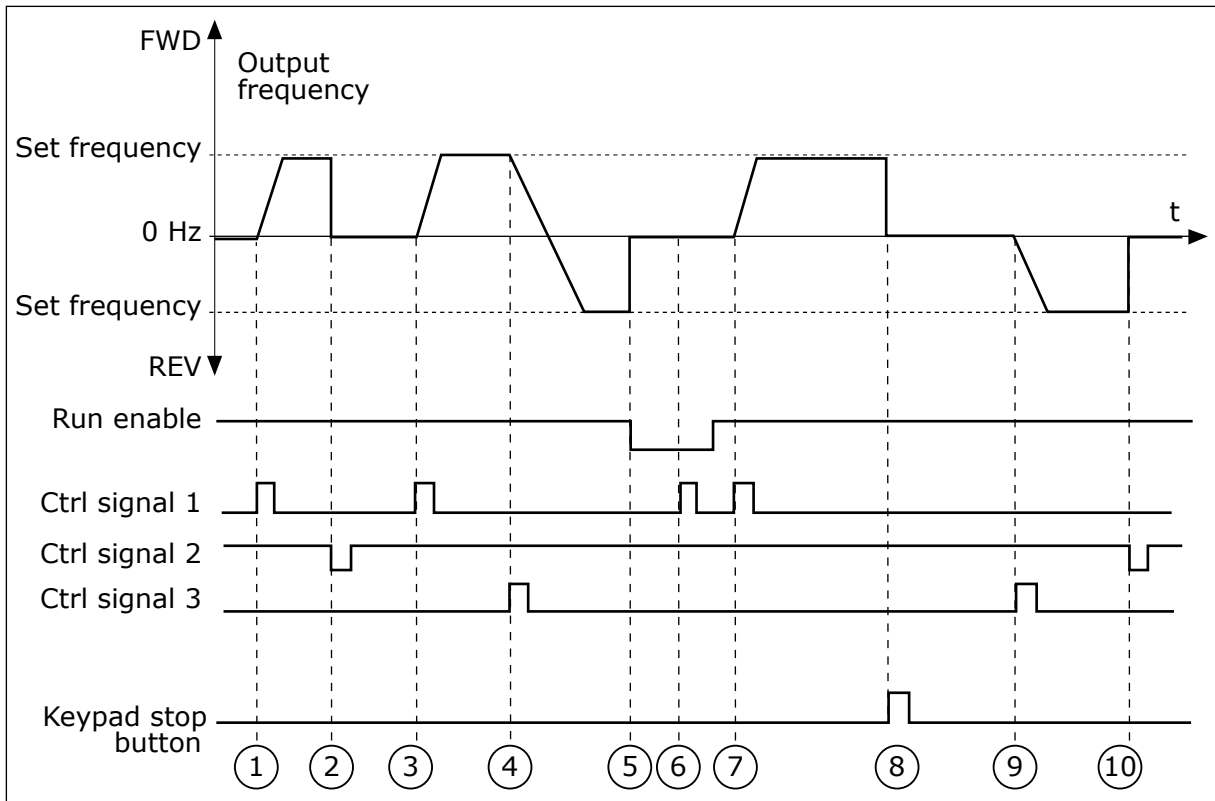 FWD
Output
frequency
Set frequency
t
0 Hz
Set frequency
REV
Run enable
Ctrl signal 1
Ctrl signal 2
Ctrl signal 3
Keypad stop
button
1 2 3 4 5 6 7 8 9 10